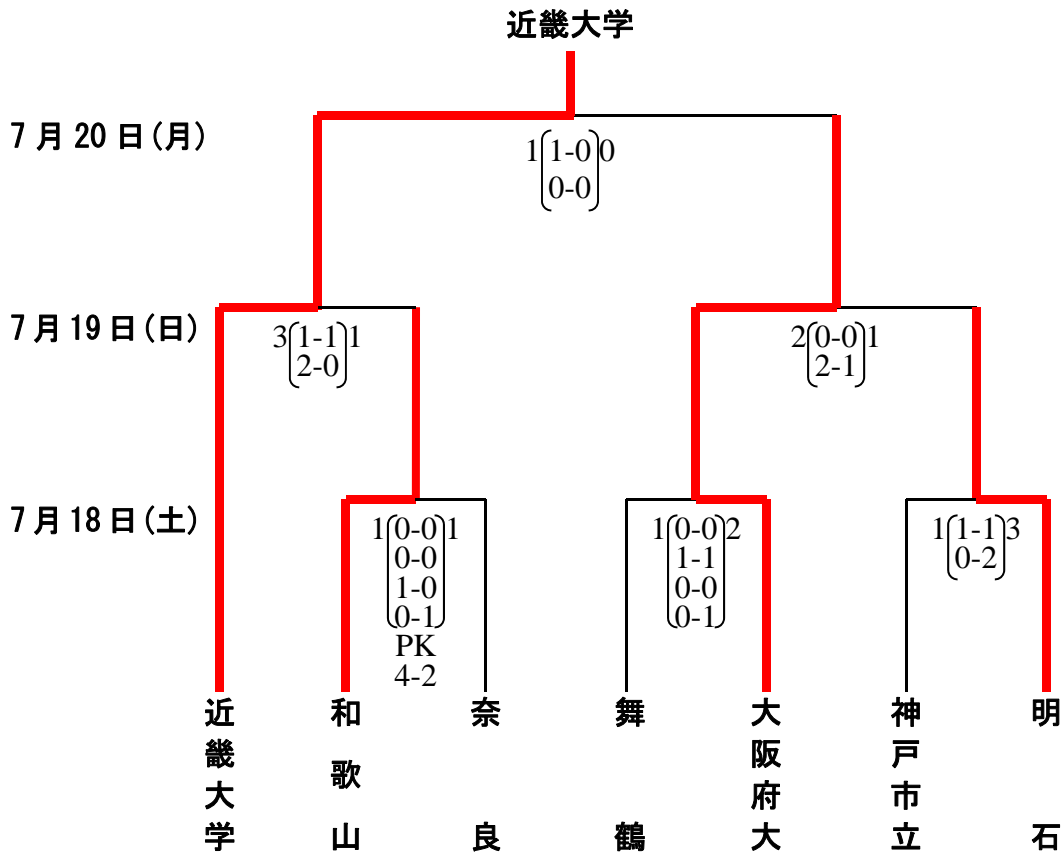 近畿大学
7月20日(月)
1 1-0 0
0-0
7月19日(日)
3 1-1 1
2-0
2 0-0 1
2-1
7月18日(土)
1 0-0 1
0-0
1-0
0-1
PK
4-2
1 0-0 2
1-1
0-0
0-1
1 1-1 3
0-2
近畿大学
和歌山
奈良
舞鶴
大阪府大
神戸市立
明石